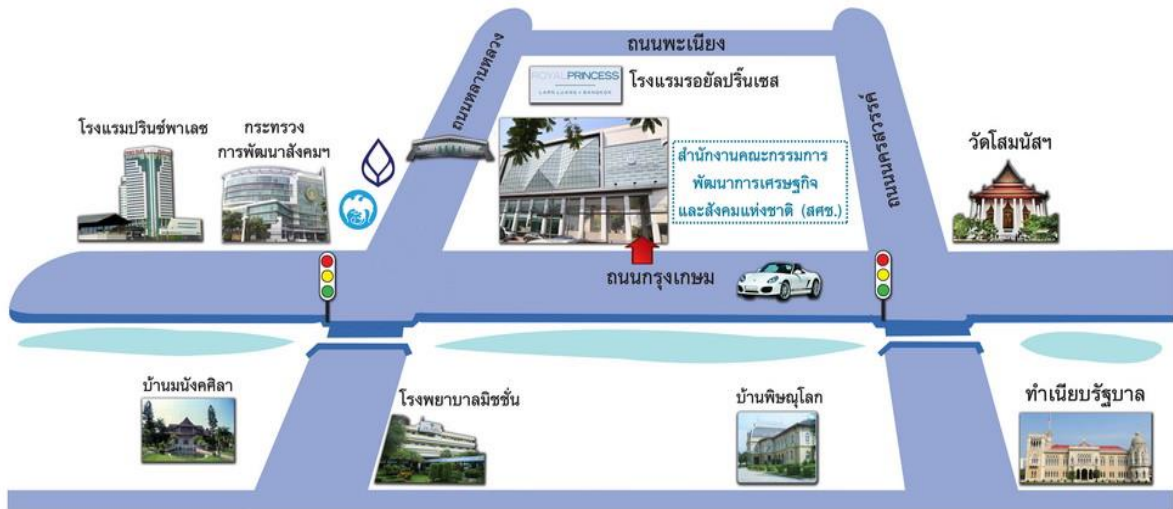 ถนนพะเนียง
ROYALPRINCESS
LARN LUANG • BANGKOK
โรงแรมรอยัลปริ๊นเซส
ถนนหลานหลวง
ถนนนครสวรรค์
โรงแรมปรินซ์พาเลซ
กระทรวง
การพัฒนาสังคมฯ
สำนักงานคณะกรรมการ
พัฒนาการเศรษฐกิจ
และสังคมแห่งชาติ (สศช.)
วัดโสมนัสฯ
ถนนกรุงเกษม
บ้านมนังคศิลา
โรงพยาบาลมิชชั่น
บ้านพิษณุโลก
ทำเนียบรัฐบาล